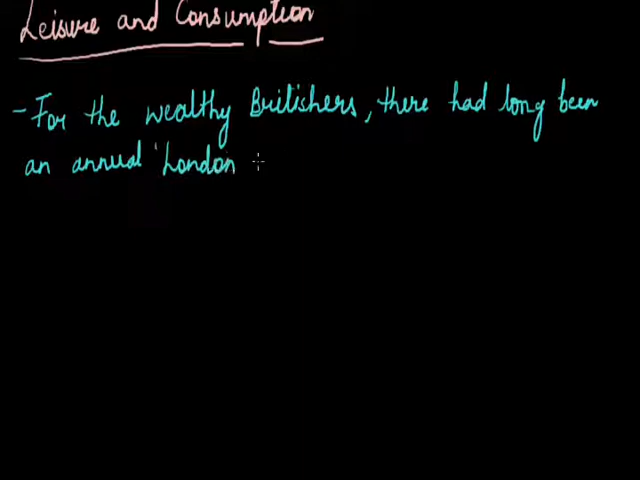 Leisure and Consumption
- For the wealthy Britishers, there had long been
an annual 'London